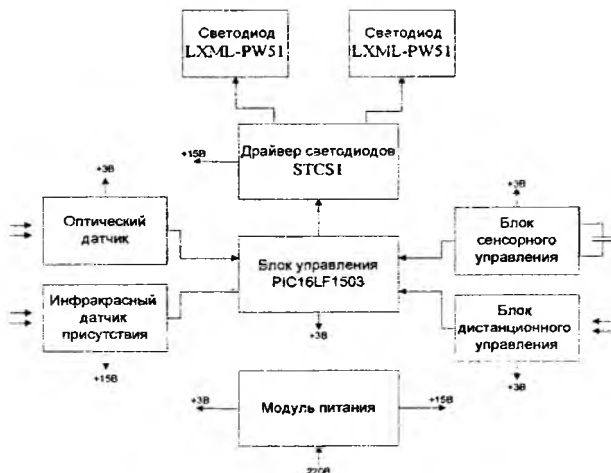 Светодиод
LXML-PW51
Светодиод
LXML-PW51
+15В
Драйвер светодиодов
STCS1
+3В
+3В
Оптический
датчик
Блок
сенсорного
управления
Блок управления
PIC16LF1503
Инфракрасный
датчик
присутствия
Блок
дистанционного
управления
+3В
+15В
+3В
+3В
Модуль питания
+15В
220В